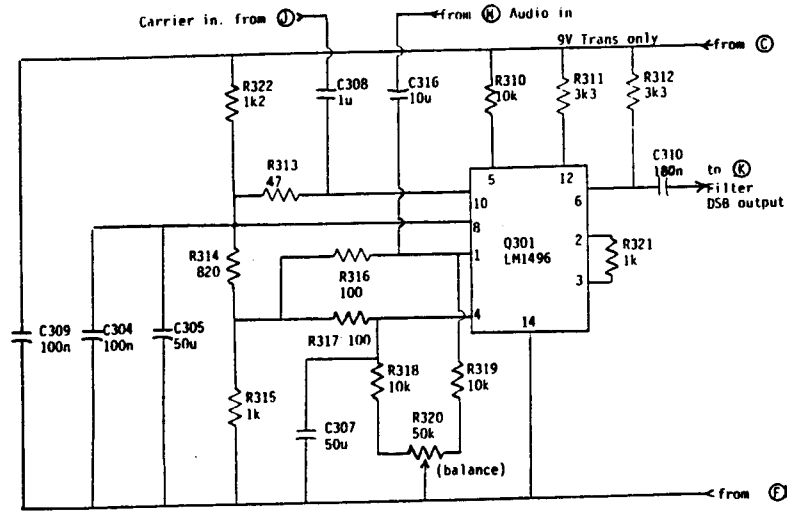 Carrier in. from J
from H Audio in
9V Trans only
from C
R322
1k2
C308
1u
C316
10u
R310
10k
R311
3k3
R312
3k3
R313
47
C310
180n
to K
Filter
DSB output
5
12
10
6
8
1
2
4
3
14
Q301
LM1496
R321
1k
R314
820
R316
100
R317 100
C309
100n
C304
100n
C305
50u
R318
10k
R319
10k
R315
1k
R320
50k
C307
50u
(balance)
from F